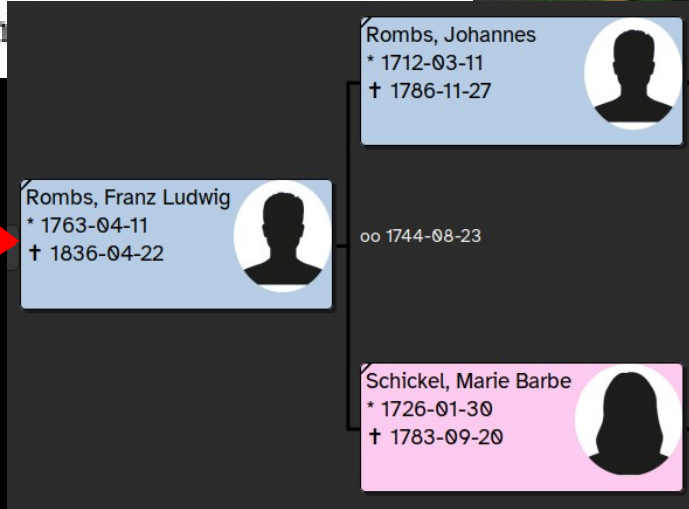 Rombs, Johannes
* 1712-03-11
† 1786-11-27
Rombs, Franz Ludwig
* 1763-04-11
† 1836-04-22
oo 1744-08-23
Schickel, Marie Barbe
* 1726-01-30
† 1783-09-20